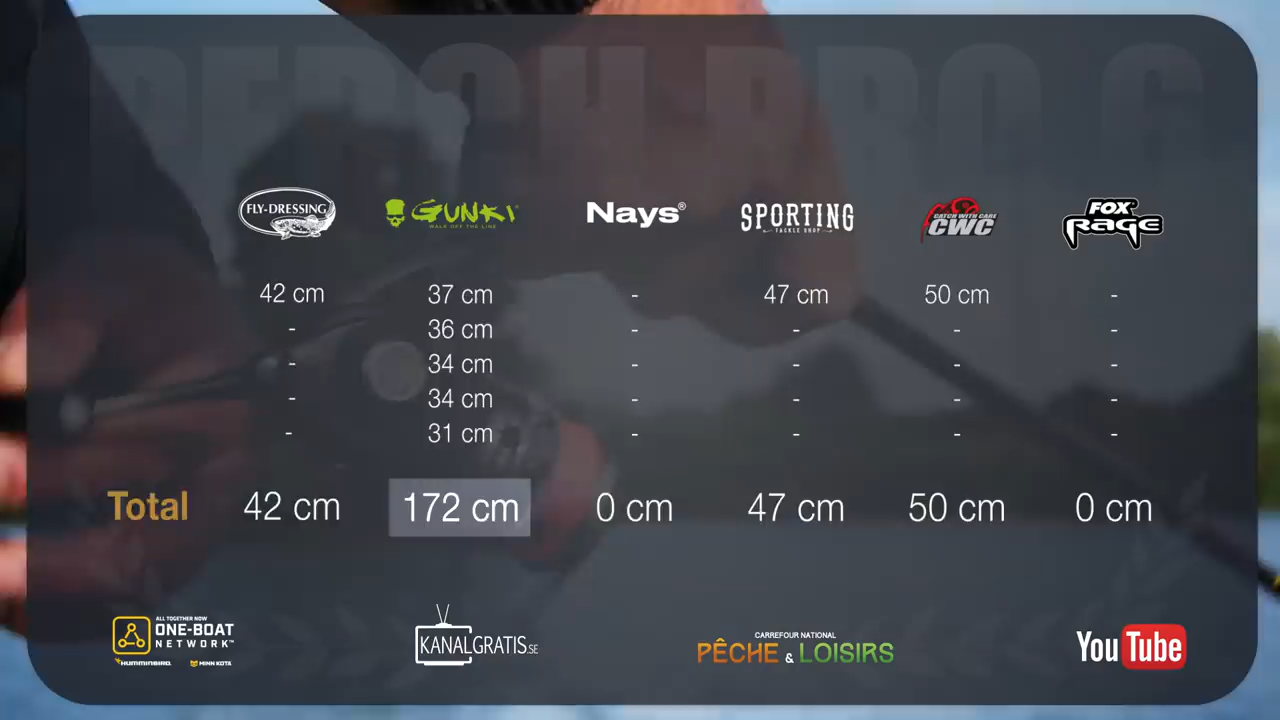 PERCH PRO 6
FLY-DRESSING GUNKI Nays® SPORTING CATCH WITH CARE FOX
WALK OFF THE LINE TACKLE SHOP CWC RAGE
42 cm 37 cm - 47 cm 50 cm -
- 36 cm - - - -
- 34 cm - - - -
- 34 cm - - - -
- 31 cm - - - -
Total 42 cm 172 cm 0 cm 47 cm 50 cm 0 cm
ALL TOGETHER NOW
ONE-BOAT
NETWORK™
HUMMINBIRD. MINN KOTA
KANALGRATIS.SE
CARREFOUR NATIONAL
PÊCHE & LOISIRS
YouTube